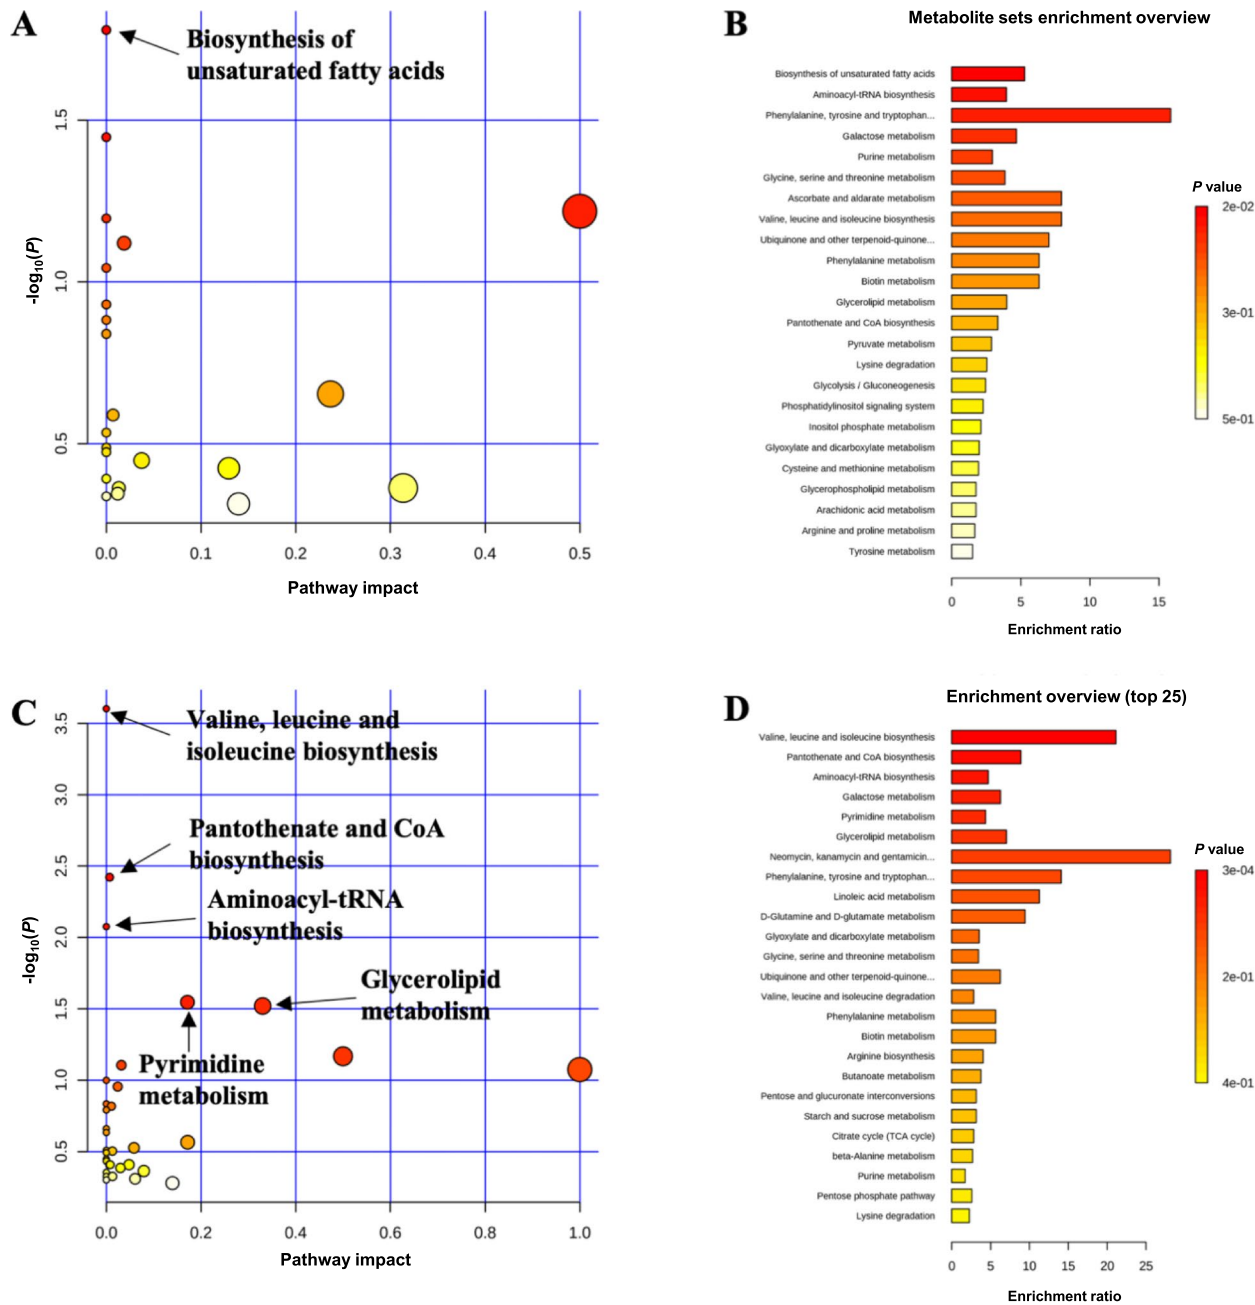 A
Biosynthesis of
unsaturated fatty acids
1.5
1.0
0.5
-log10(P)
0.0 0.1 0.2 0.3 0.4 0.5
Pathway impact
B
Metabolite sets enrichment overview
Biosynthesis of unsaturated fatty acids
Aminoacyl-tRNA biosynthesis
Phenylalanine, tyrosine and tryptophan...
Galactose metabolism
Purine metabolism
Glycine, serine and threonine metabolism
Ascorbate and aldarate metabolism
Valine, leucine and isoleucine biosynthesis
Ubiquinone and other terpenoid-quinone...
Phenylalanine metabolism
Biotin metabolism
Glycerolipid metabolism
Pantothenate and CoA biosynthesis
Pyruvate metabolism
Lysine degradation
Glycolysis / Gluconeogenesis
Phosphatidylinositol signaling system
Inositol phosphate metabolism
Glyoxylate and dicarboxylate metabolism
Cysteine and methionine metabolism
Glycerophospholipid metabolism
Arachidonic acid metabolism
Arginine and proline metabolism
Tyrosine metabolism
0 5 10 15
Enrichment ratio
P value
2e-02
3e-01
5e-01
C
Valine, leucine and
isoleucine biosynthesis
Pantothenate and CoA
biosynthesis
Aminoacyl-tRNA
biosynthesis
Glycerolipid
metabolism
Pyrimidine
metabolism
3.5
3.0
2.5
2.0
1.5
1.0
0.5
-log10(P)
0.0 0.2 0.4 0.6 0.8 1.0
Pathway impact
D
Enrichment overview (top 25)
Valine, leucine and isoleucine biosynthesis
Pantothenate and CoA biosynthesis
Aminoacyl-tRNA biosynthesis
Galactose metabolism
Pyrimidine metabolism
Glycerolipid metabolism
Neomycin, kanamycin and gentamicin...
Phenylalanine, tyrosine and tryptophan...
Linoleic acid metabolism
D-Glutamine and D-glutamate metabolism
Glyoxylate and dicarboxylate metabolism
Glycine, serine and threonine metabolism
Ubiquinone and other terpenoid-quinone...
Valine, leucine and isoleucine degradation
Phenylalanine metabolism
Biotin metabolism
Arginine biosynthesis
Butanoate metabolism
Pentose and glucuronate interconversions
Starch and sucrose metabolism
Citrate cycle (TCA cycle)
beta-Alanine metabolism
Purine metabolism
Pentose phosphate pathway
Lysine degradation
0 5 10 15 20 25
Enrichment ratio
P value
3e-04
2e-01
4e-01